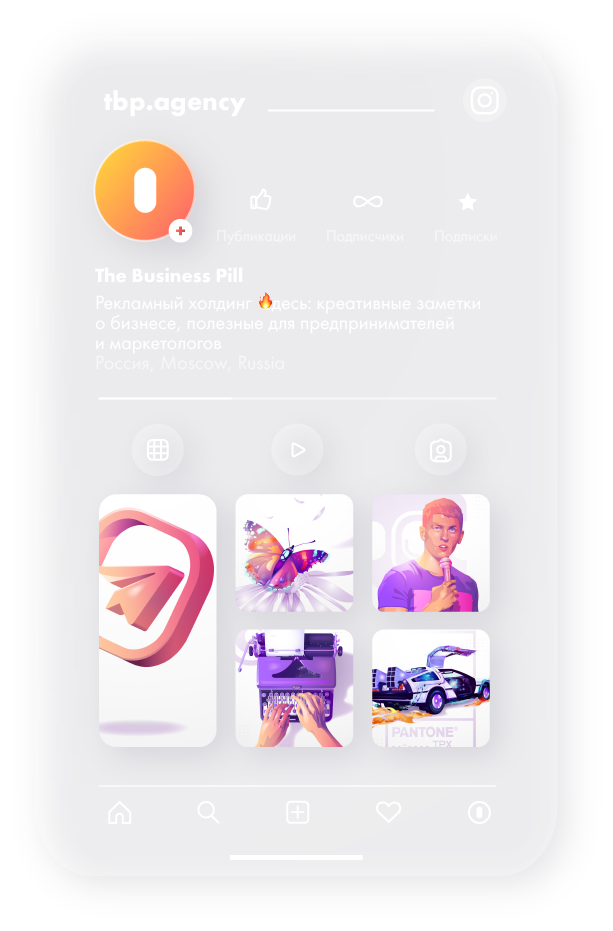 tbp.agency
Публикации Подписчики Подписки
The Business Pill
Рекламный холдинг 🔥десь: креативные заметки
о бизнесе, полезные для предпринимателей
и маркетологов
Россия, Moscow, Russia
PANTONE®
TPX